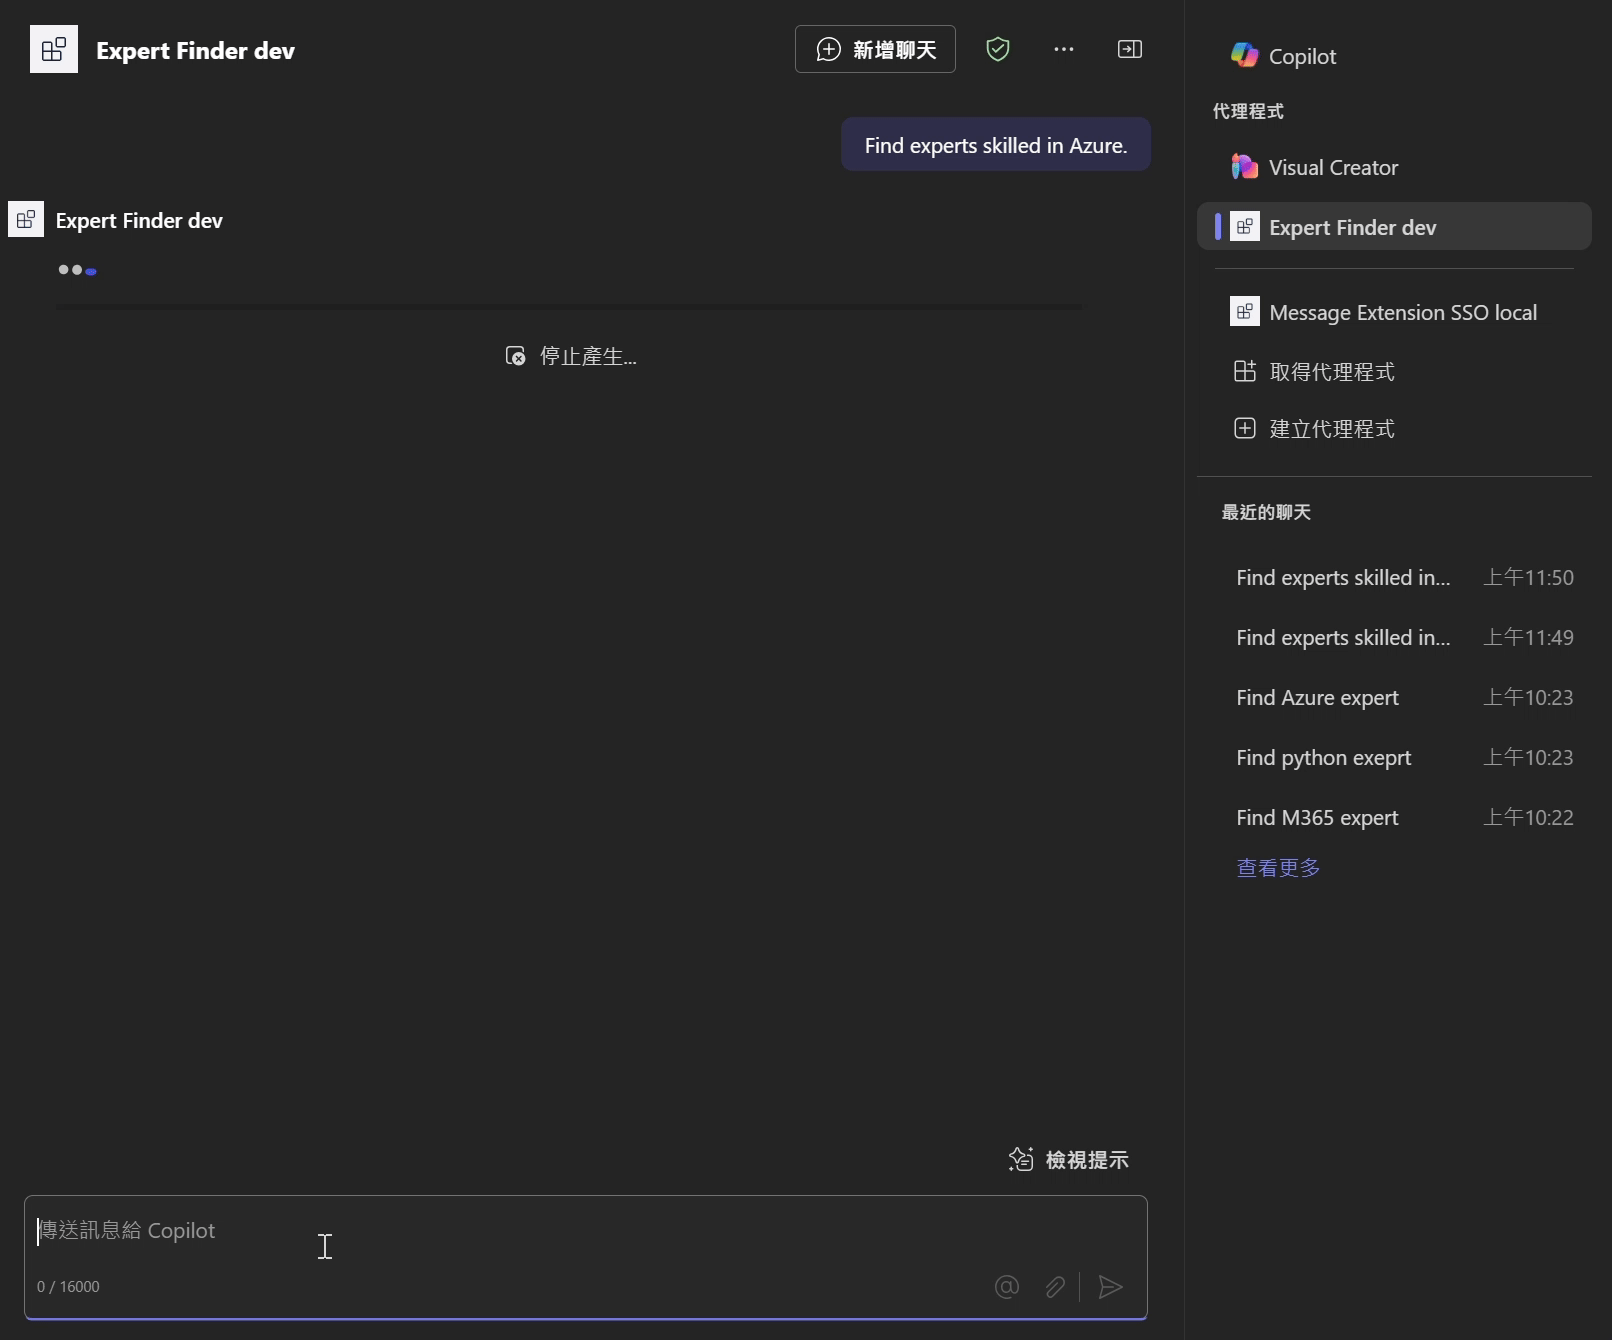 Expert Finder dev
新增聊天
Find experts skilled in Azure.
Expert Finder dev
停止產生...
檢視提示
傳送訊息給 Copilot
0 / 16000
Copilot
代理程式
Visual Creator
Expert Finder dev
Message Extension SSO local
取得代理程式
建立代理程式
最近的聊天
Find experts skilled in... 上午11:50
Find experts skilled in... 上午11:49
Find Azure expert 上午10:23
Find python exeprt 上午10:23
Find M365 expert 上午10:22
查看更多